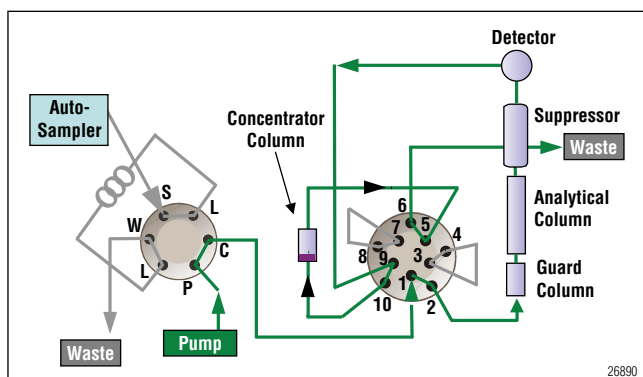 Detector
Auto-
Sampler
Concentrator
Column
Suppressor
Waste
S
L
W
C
L
P
6
5
7
4
8
3
9
1
10
2
Analytical
Column
Guard
Column
Pump
Waste
26890